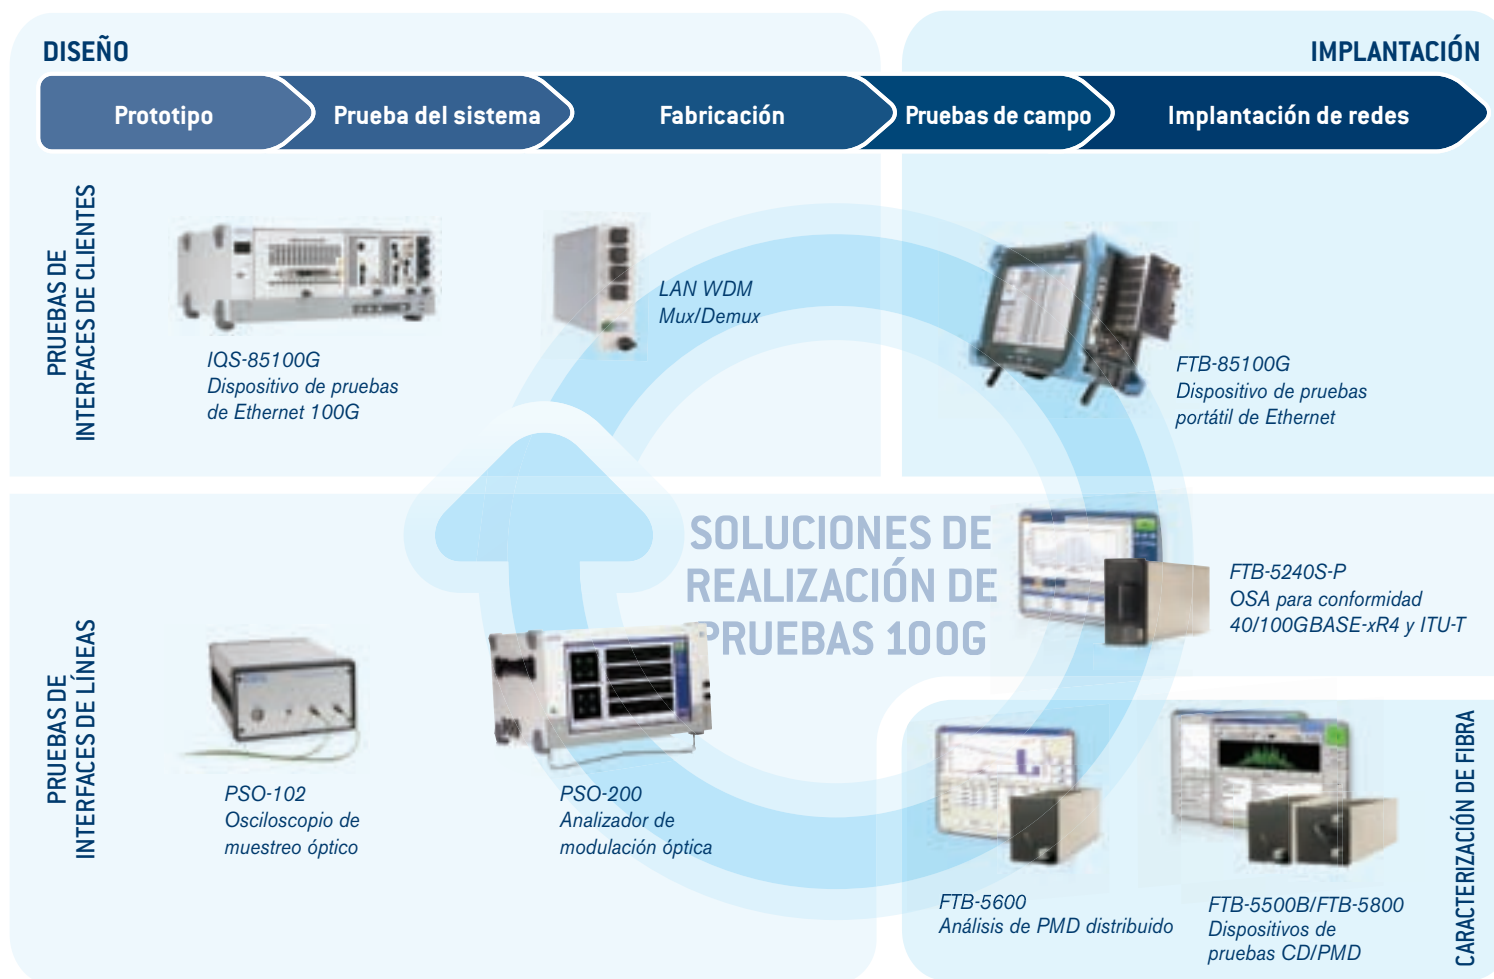 DISEÑO
IMPLANTACIÓN
Prototipo
Prueba del sistema
Fabricación
Pruebas de campo
Implantación de redes
PRUEBAS DE
INTERFACES DE CLIENTES
IQS-85100G
Dispositivo de pruebas
de Ethernet 100G
LAN WDM
Mux/Demux
FTB-85100G
Dispositivo de pruebas
portátil de Ethernet
SOLUCIONES DE
REALIZACIÓN DE
PRUEBAS 100G
FTB-5240S-P
OSA para conformidad
40/100GBASE-xR4 y ITU-T
PRUEBAS DE
INTERFACES DE LÍNEAS
PSO-102
Osciloscopio de
muestreo óptico
PSO-200
Analizador de
modulación óptica
FTB-5600
Análisis de PMD distribuido
FTB-5500B/FTB-5800
Dispositivos de
pruebas CD/PMD
CARACTERIZACIÓN DE FIBRA